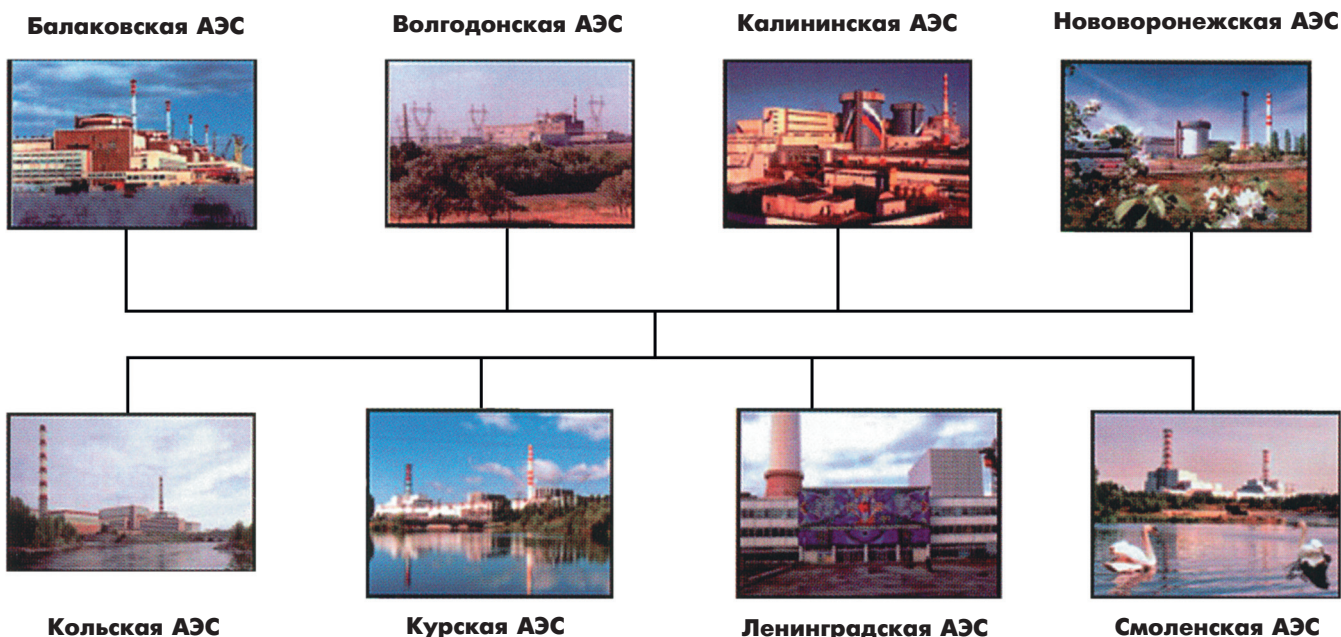 Балаковская АЭС
Волгодонская АЭС
Калининская АЭС
Нововоронежская АЭС
Кольская АЭС
Курская АЭС
Ленинградская АЭС
Смоленская АЭС